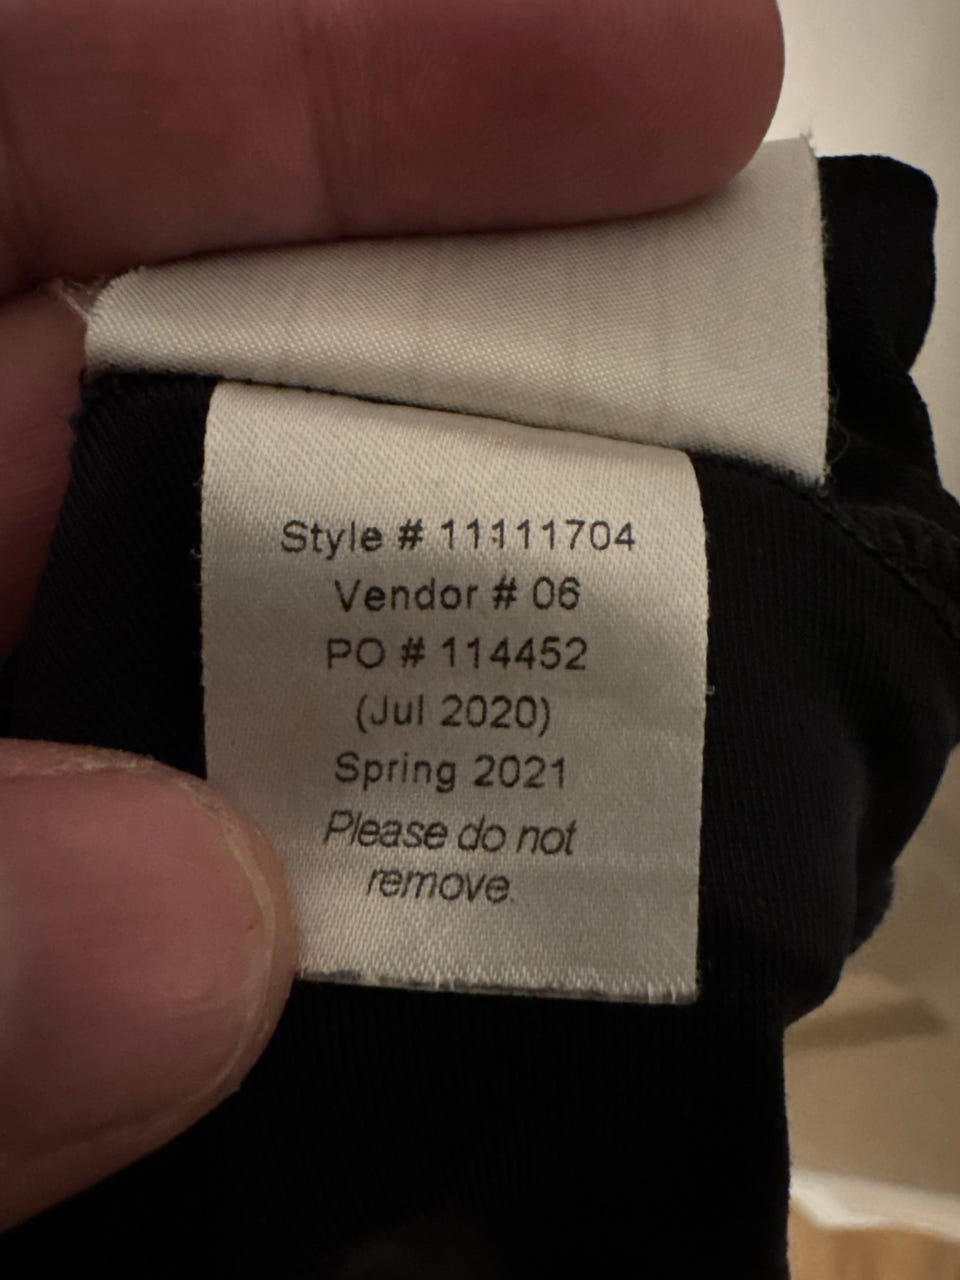 Style # 11111704
Vendor # 06
PO # 114452
(Jul 2020)
Spring 2021
Please do not
remove.